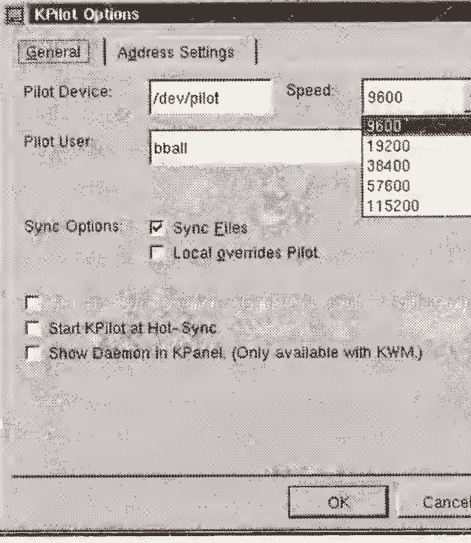 KPilot Options
General
Address Settings
Pilot Device:
/dev/pilot
Speed:
9600
9600
19200
38400
57600
115200
Pilot User:
bball
Sync Options:
Sync Files
Local overrides Pilot.
Start KPilot at Hot-Sync.
Show Daemon in KPanel. (Only available with KWM.)
OK
Cancel